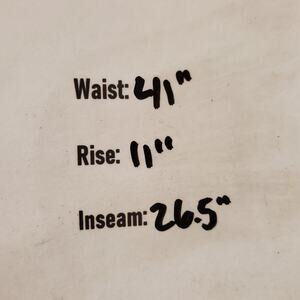 Waist: 41"
Rise: 11"
Inseam: 26.5"